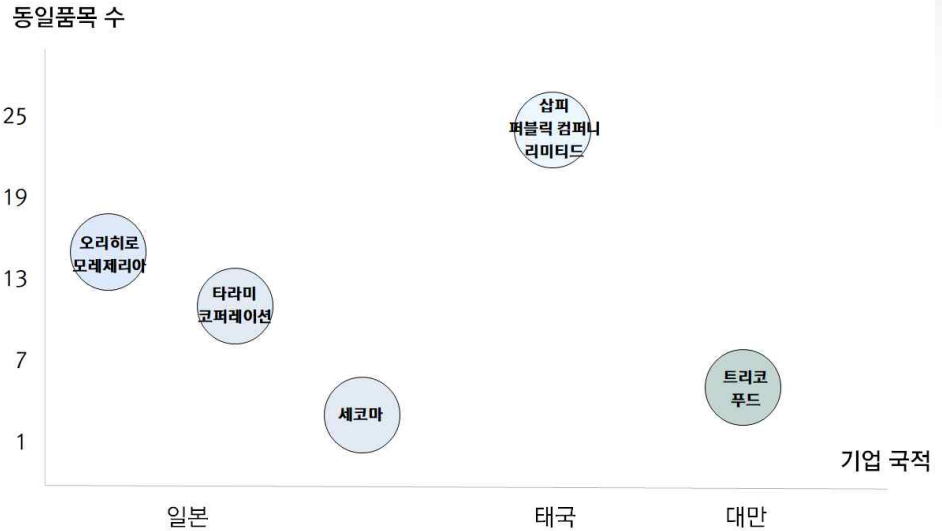 동일품목 수
25
19
13
7
1
삽피
퍼블릭 컴퍼니
리미티드
오리히로
모레제리아
타라미
코퍼레이션
세코마
트리코
푸드
기업 국적
일본
태국
대만